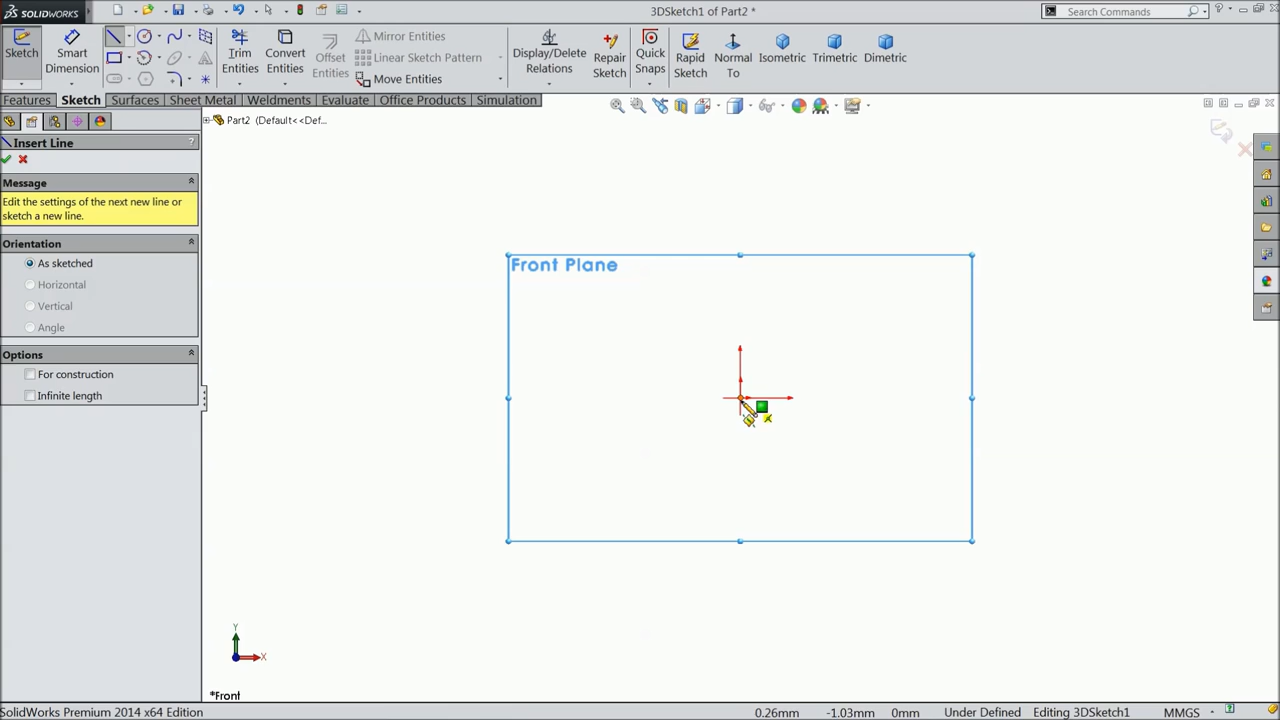 SOLIDWORKS
3DSketch1 of Part2 *
Search Commands
Sketch
Smart Dimension
Trim Entities
Convert Entities
Offset Entities
Mirror Entities
Linear Sketch Pattern
Move Entities
Display/Delete Relations
Repair Sketch
Quick Snaps
Rapid Sketch
Normal To
Isometric
Trimetric
Dimetric
Features
Sketch
Surfaces
Sheet Metal
Weldments
Evaluate
Office Products
Simulation
Part2 (Default<<Def...
Insert Line
?
Message
Edit the settings of the next new line or
sketch a new line.
Orientation
As sketched
Horizontal
Vertical
Angle
Options
For construction
Infinite length
Front Plane
Y
X
*Front
SolidWorks Premium 2014 x64 Edition
0.26mm
-1.03mm
0mm
Under Defined
Editing 3DSketch1
MMGS
?